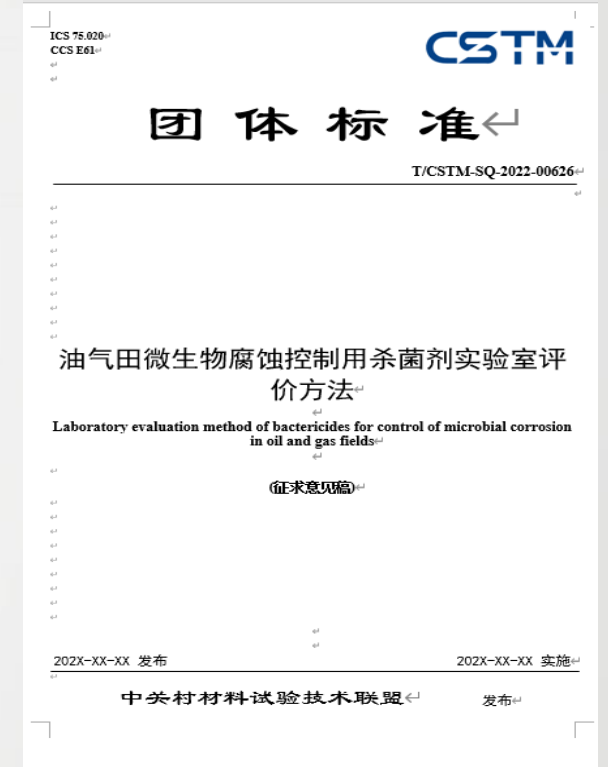 ICS 75.020
CCS E61
CSTM
团体标准
T/CSTM-SQ-2022-00626
油气田微生物腐蚀控制用杀菌剂实验室评
价方法
Laboratory evaluation method of bactericides for control of microbial corrosion
in oil and gas fields
(征求意见稿)
202X-XX-XX 发布 202X-XX-XX 实施
中关村材料试验技术联盟 发布